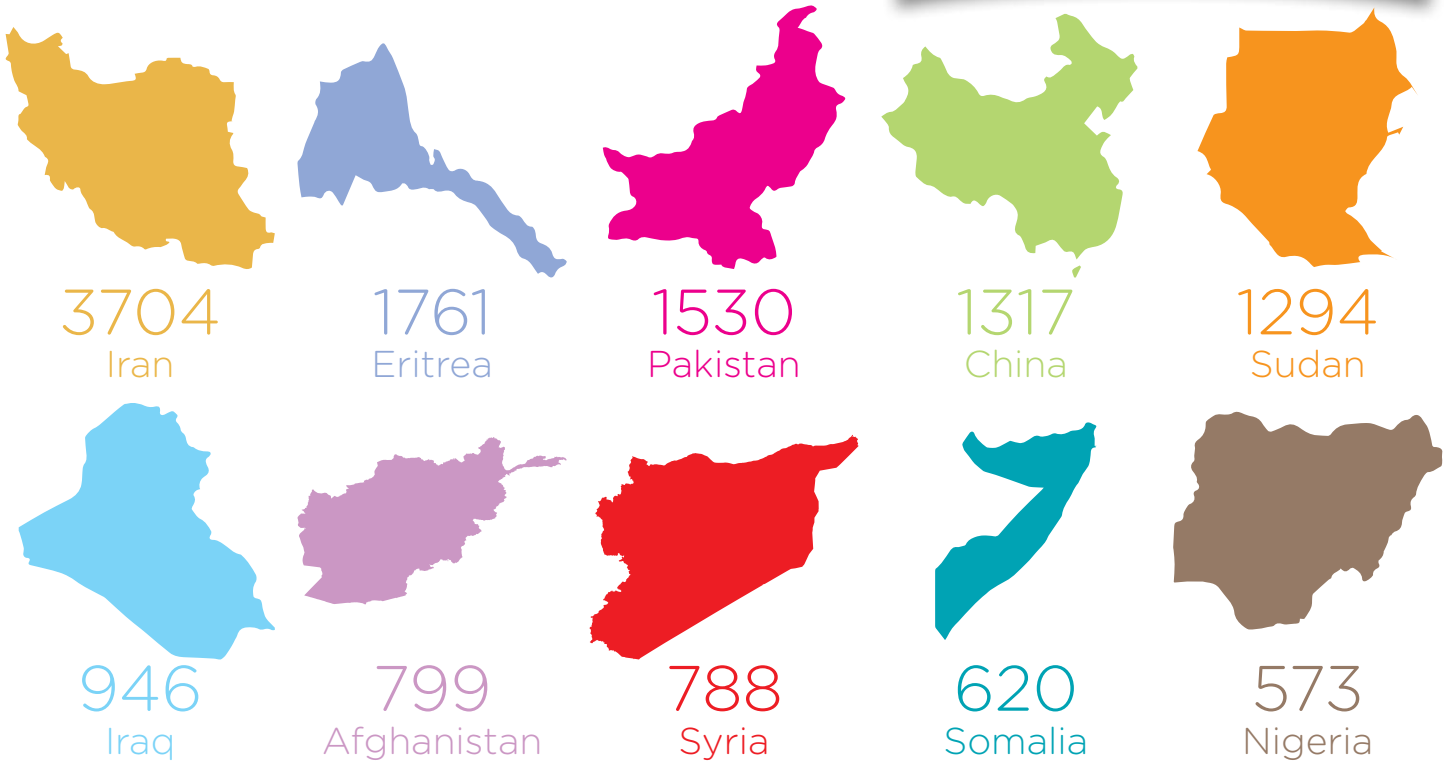 3704 1761 1530 1317 1294
Iran Eritrea Pakistan China Sudan
946 799 788 620 573
Iraq Afghanistan Syria Somalia Nigeria